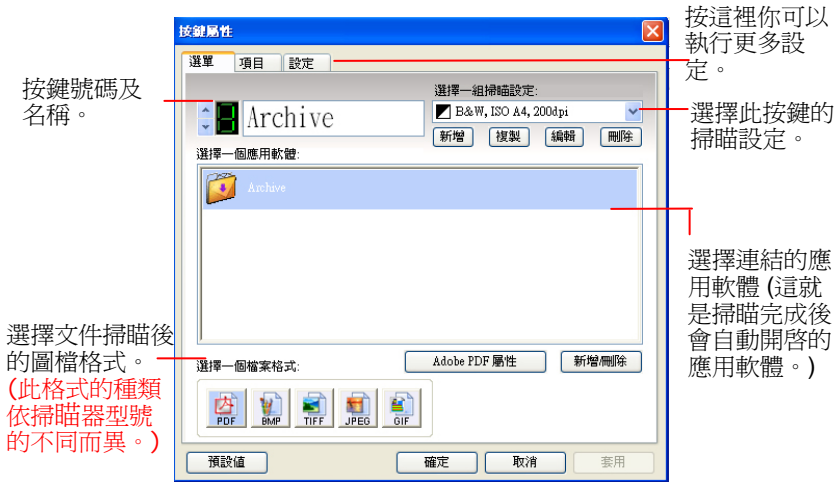 按鍵屬性
選單 項目 設定
按鍵號碼及
名稱。
3 Archive
選擇一組掃瞄設定:
B&W, ISO A4, 200dpi
新增 複製 編輯 刪除
選擇一個應用軟體:
Archive
選擇一個檔案格式:
Adobe PDF 屬性 新增/刪除
PDF BMP TIFF JPEG GIF
預設值 確定 取消 套用
按這裡你可以
執行更多設
定。
選擇此按鍵的
掃瞄設定。
選擇連結的應
用軟體 (這就
是掃瞄完成後
會自動開啓的
應用軟體。)
選擇文件掃瞄後
的圖檔格式。
(此格式的種類
依掃瞄器型號
的不同而異。)